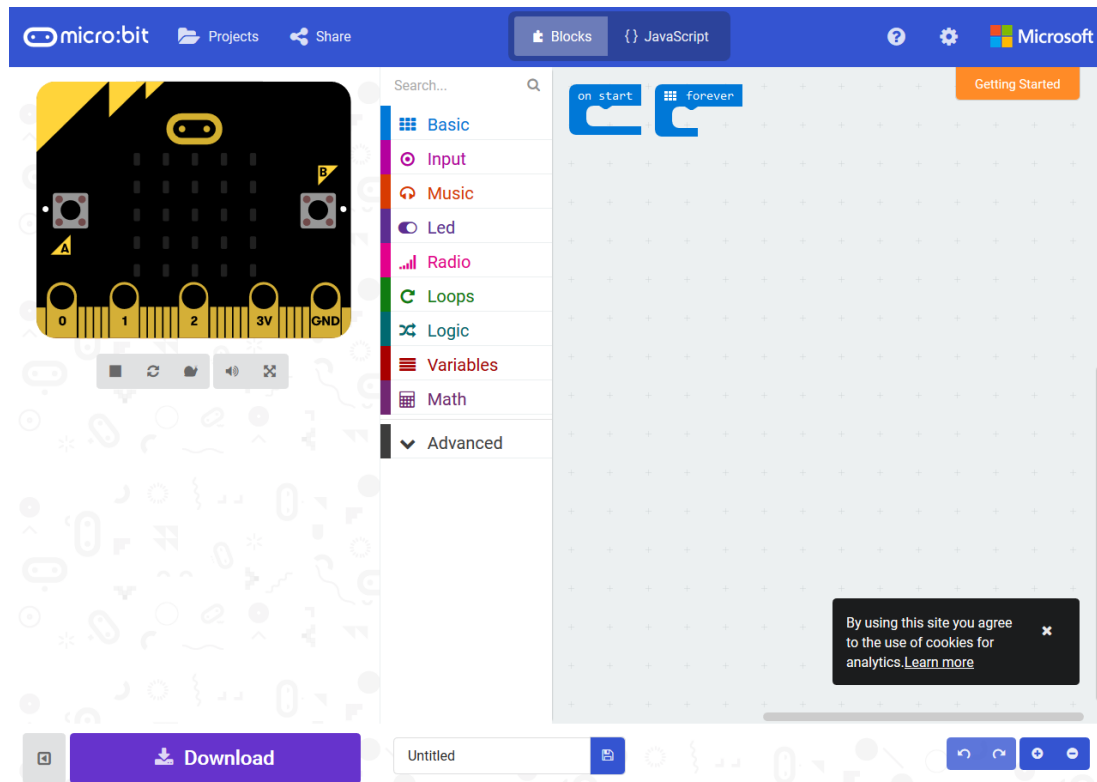 micro:bit
Projects
Share
Blocks
{} JavaScript
?
Microsoft
Search...
Basic
Input
Music
Led
Radio
Loops
Logic
Variables
Math
Advanced
on start
forever
Getting Started
B
A
0
1
2
3V
GND
By using this site you agree
to the use of cookies for
analytics.Learn more
Download
Untitled